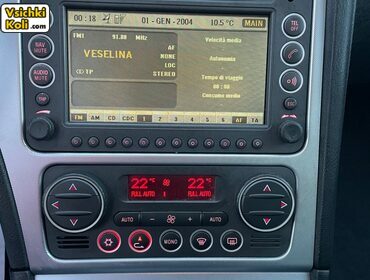 Vsichki
Koli.com
00:18
01 - GEN - 2004
10.5 °C
MAIN
TEL OFF
NAV MUTE
FM1 91.80 MHz
AF
VESELINA
NONE
LOC
TP STEREO
Velocità media
Autonomia
Tempo di viaggio
00 : 00
Consumo medio
AUDIO MUTE
TRIP
ESC
FM AM CD CDC 1 2 3 4 5 6 AF TA
22°C 22°C
FULL AUTO FULL AUTO
AUTO AUTO
MONO